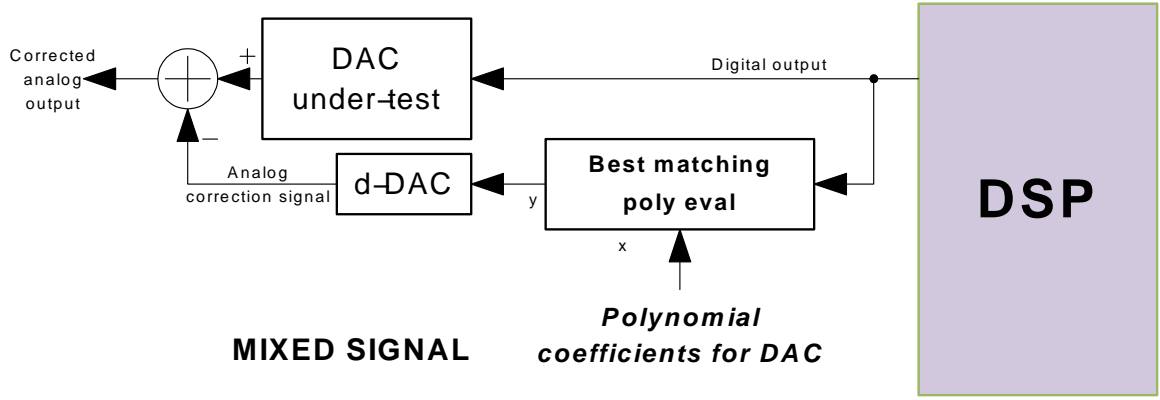 Corrected
analog
output
+
DAC
under–test
Digital output
–
Analog
correction signal
d–DAC
y
Best matching
poly eval
x
DSP
Polynomial
coefficients for DAC
MIXED SIGNAL